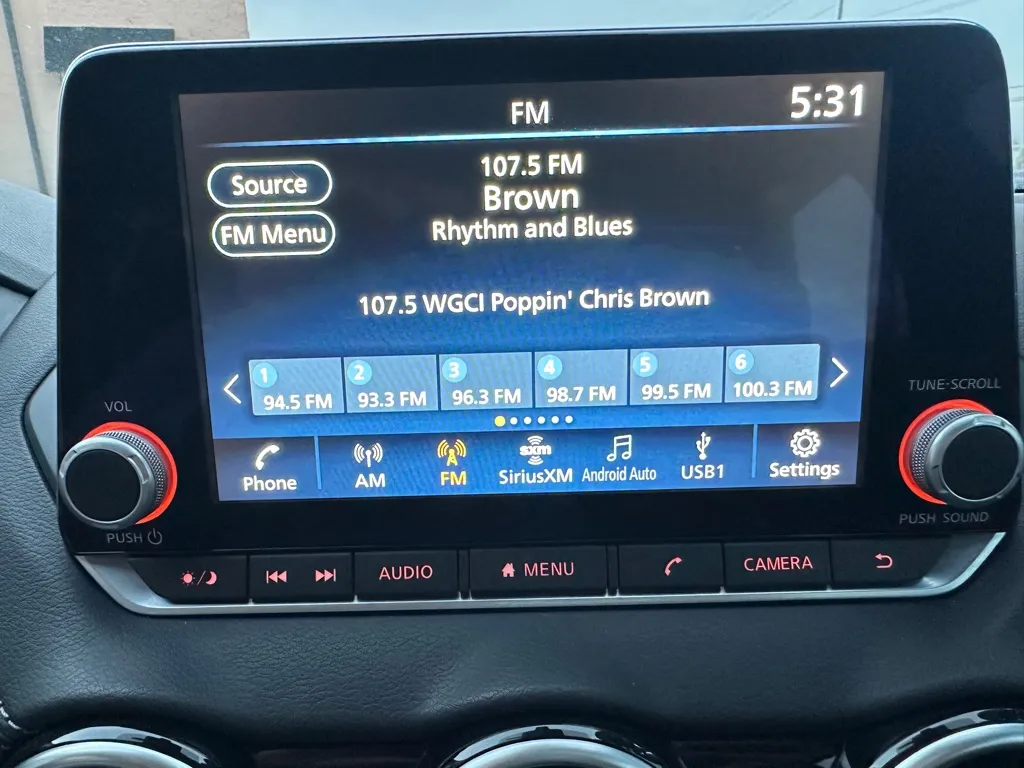 FM
5:31
Source
FM Menu
107.5 FM
Brown
Rhythm and Blues
107.5 WGCI Poppin' Chris Brown
1 94.5 FM
2 93.3 FM
3 96.3 FM
4 98.7 FM
5 99.5 FM
6 100.3 FM
Phone
AM
FM
sxm
SiriusXM
Android Auto
USB1
Settings
VOL
PUSH
TUNE·SCROLL
PUSH SOUND
AUDIO
MENU
CAMERA